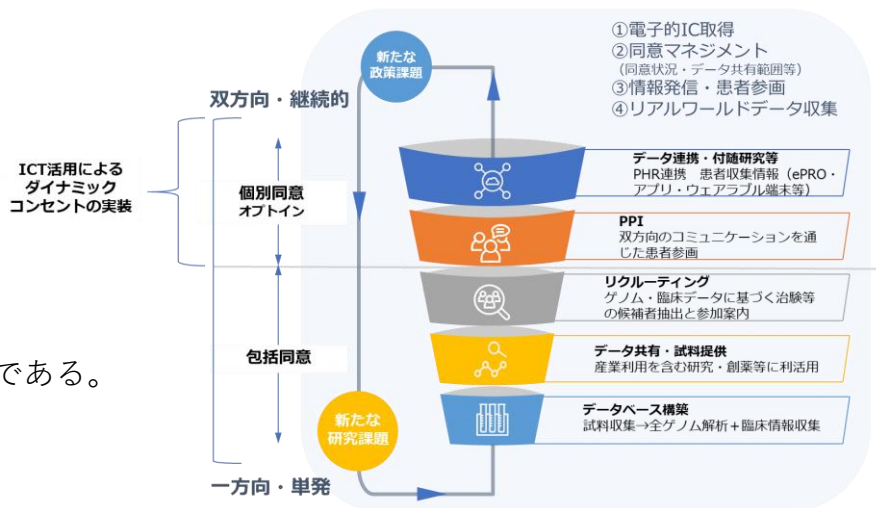 新たな
政策課題
①電子的IC取得
②同意マネジメント
(同意状況・データ共有範囲等)
③情報発信・患者参画
④リアルワールドデータ収集
双方向・継続的
ICT活用による
ダイナミック
コンセントの実装
個別同意
オプトイン
データ連携・付随研究等
PHR連携 患者収集情報（ePRO・
アプリ・ウェアラブル端末等）
PPI
双方向のコミュニケーションを通
じた患者参画
リクルーティング
ゲノム・臨床データに基づく治験等
の候補者抽出と参加案内
包括同意
である。
データ共有・試料提供
産業利用を含む研究・創薬等に利活用
新たな
研究課題
データベース構築
試料収集→全ゲノム解析＋臨床情報収集
一方向・単発